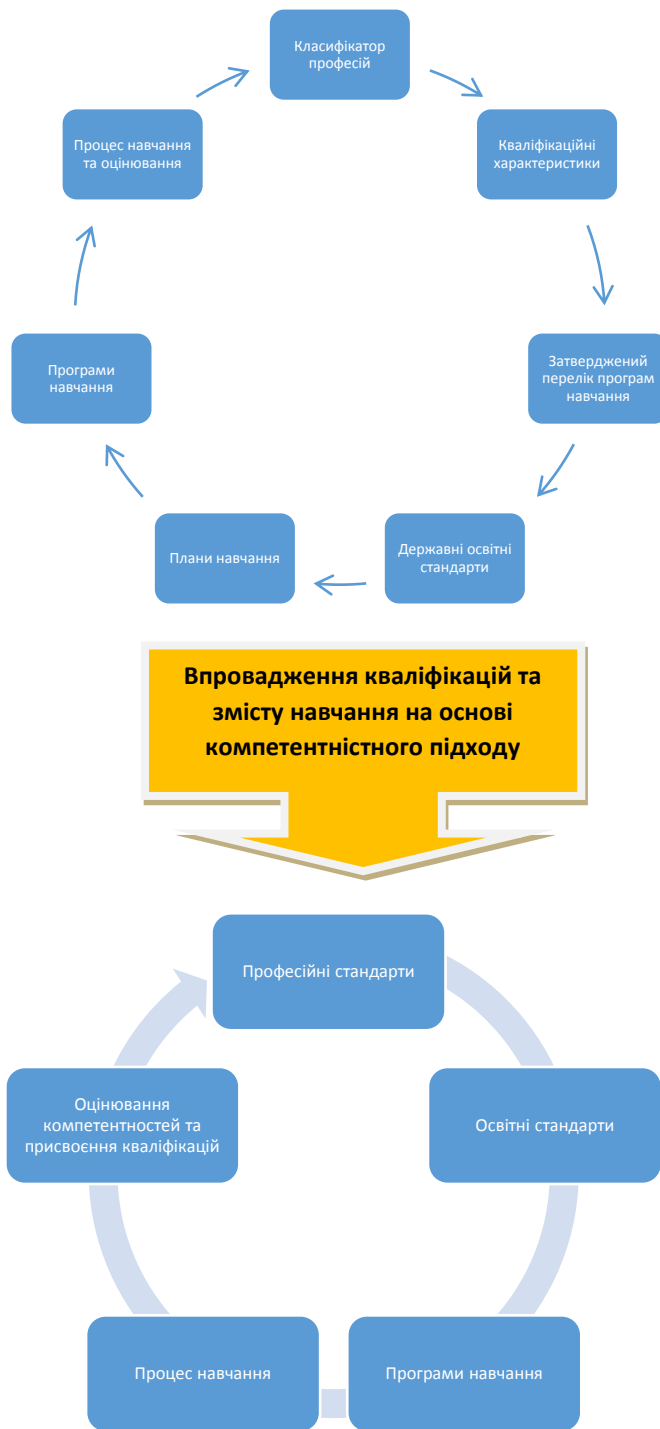 Класифікатор
професій
Процес навчання
та оцінювання
Кваліфікаційні
характеристики
Програми
навчання
Затверджений
перелік програм
навчання
Плани навчання
Державні освітні
стандарти
Впровадження кваліфікацій та
змісту навчання на основі
компетентністного підходу
Професійні стандарти
Оцінювання
компетентностей та
присвоєння кваліфікацій
Освітні стандарти
Процес навчання
Програми навчання